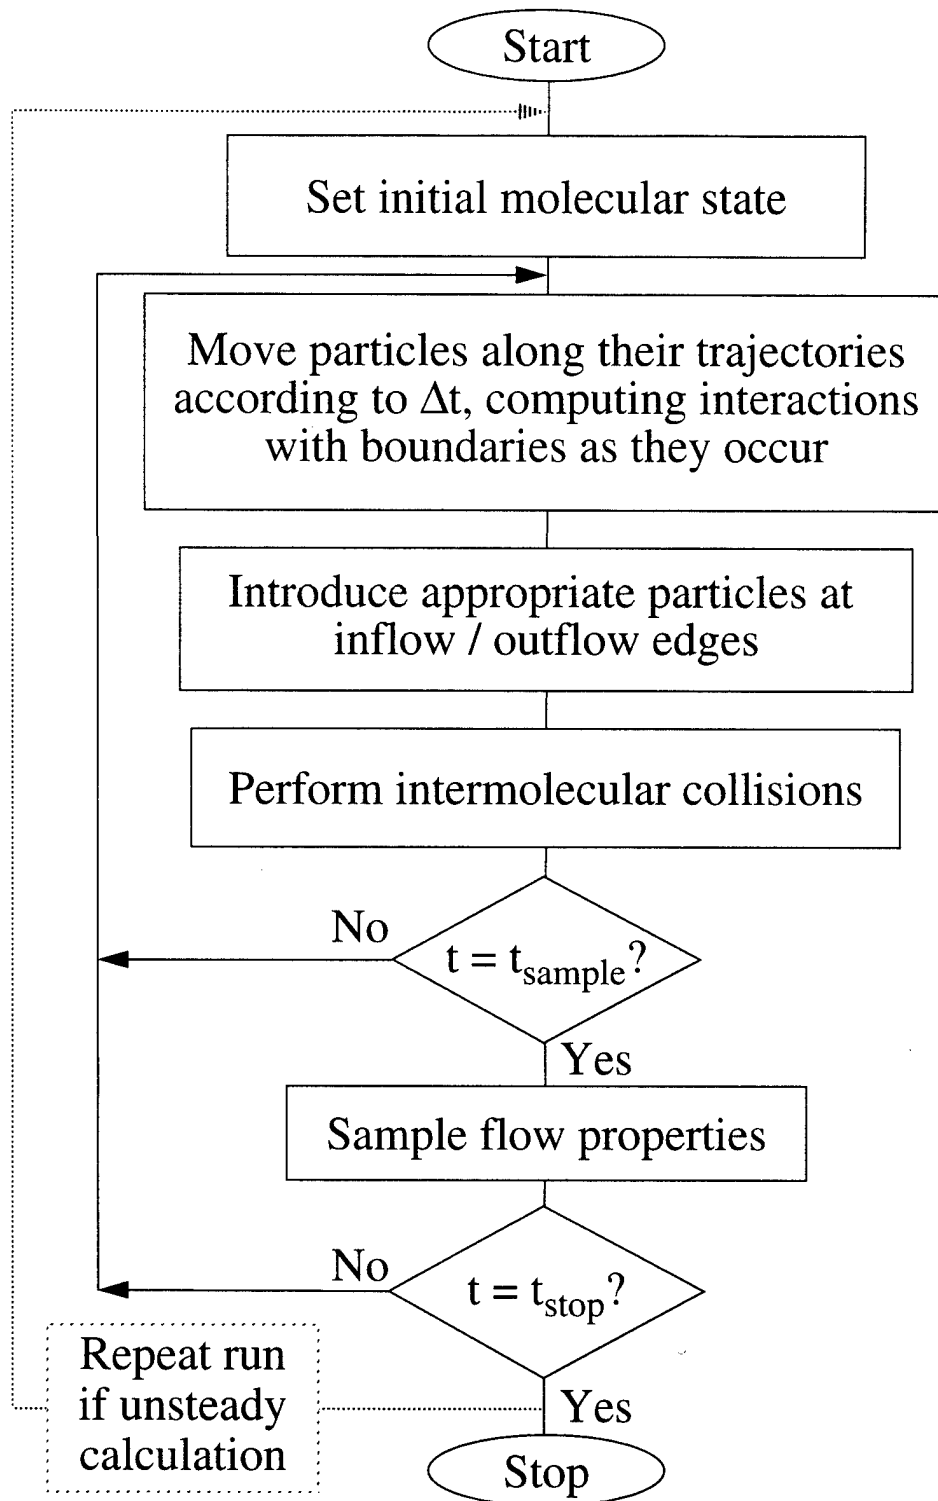 Start
Set initial molecular state
Move particles along their trajectories
according to Δt, computing interactions
with boundaries as they occur
Introduce appropriate particles at
inflow / outflow edges
Perform intermolecular collisions
No
t = tsample?
Yes
Sample flow properties
No
t = tstop?
Repeat run
if unsteady
calculation
Yes
Stop